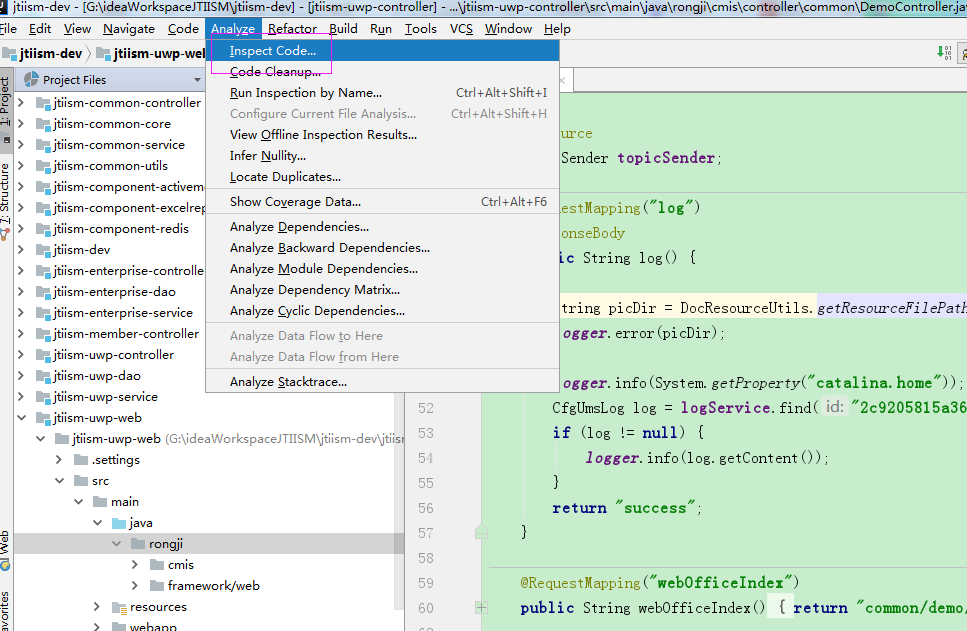 jtiism-dev - [G:\ideaWorkspaceJTIISM\jtiism-dev] - [jtiism-uwp-controller] - ...\jtiism-uwp-controller\src\main\java\rongji\cmis\controller\common\DemoController.jav
File Edit View Navigate Code Analyze Refactor Build Run Tools VCS Window Help
jtiism-dev jtiism-uwp-wel
Project Files
1: Project
7: Structure
Web
jtiism-common-controller
jtiism-common-core
jtiism-common-service
jtiism-common-utils
jtiism-component-activem
jtiism-component-excelrep
jtiism-component-redis
jtiism-dev
jtiism-enterprise-controlle
jtiism-enterprise-dao
jtiism-enterprise-service
jtiism-member-controller
jtiism-uwp-controller
jtiism-uwp-dao
jtiism-uwp-service
jtiism-uwp-web
jtiism-uwp-web (G:\ideaWorkspaceJTIISM\jtiism-dev\jtiisr
.settings
src
main
java
rongji
cmis
framework/web
resources
webapp
Inspect Code...
Code Cleanup...
Run Inspection by Name... Ctrl+Alt+Shift+I
Configure Current File Analysis... Ctrl+Alt+Shift+H
View Offline Inspection Results...
Infer Nullity...
Locate Duplicates...
Show Coverage Data... Ctrl+Alt+F6
Analyze Dependencies...
Analyze Backward Dependencies...
Analyze Module Dependencies...
Analyze Dependency Matrix...
Analyze Cyclic Dependencies...
Analyze Data Flow to Here
Analyze Data Flow from Here
Analyze Stacktrace...
ource
Sender topicSender;
estMapping("log")
onseBody
ic String log() {
tring picDir = DocResourceUtils.getResourceFilePath
ogger.error(picDir);
ogger.info(System.getProperty("catalina.home"));
52 CfgUmsLog log = logService.find( id: "2c9205815a36
53 if (log != null) {
54 logger.info(log.getContent());
55 }
56 return "success";
57 }
58
59 @RequestMapping("webOfficeIndex")
60 public String webOfficeIndex() { return "common/demo/